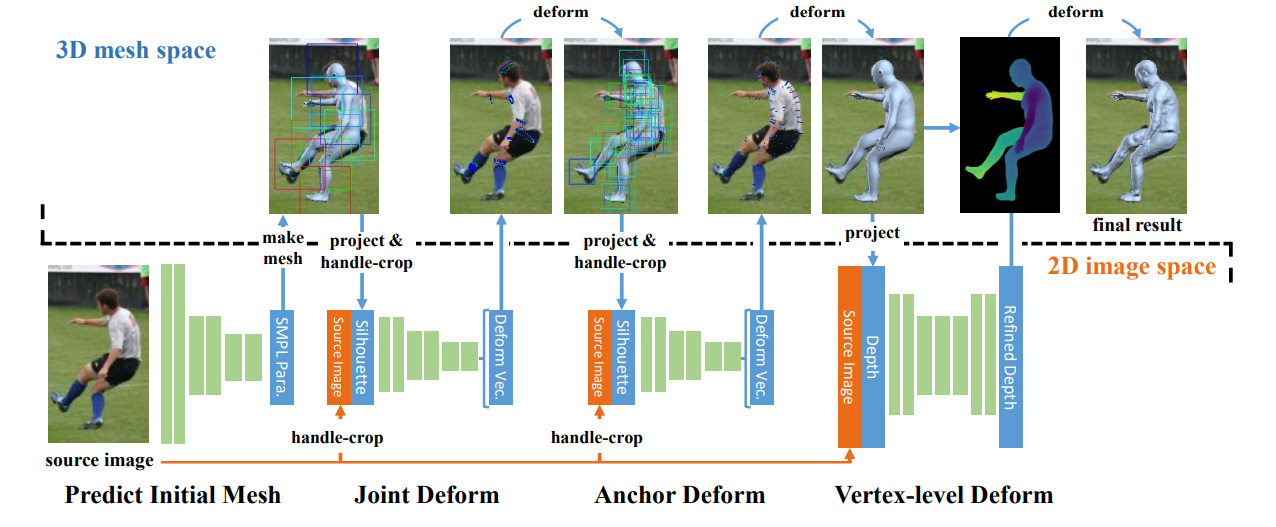 deform
deform
deform
3D mesh space
make
mesh
project &
handle-crop
project &
handle-crop
project
final result
2D image space
SMPL Para.
Source Image
Silhouette
Deform Vec.
Source Image
Silhouette
Deform Vec.
Source Image
Depth
Refined Depth
handle-crop
handle-crop
source image
Predict Initial Mesh
Joint Deform
Anchor Deform
Vertex-level Deform